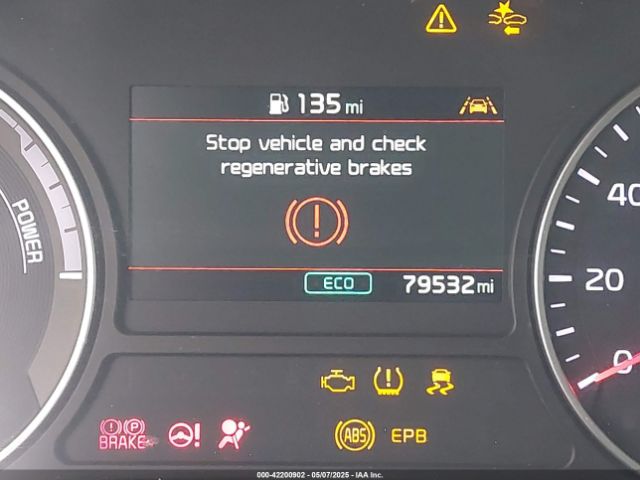 135 mi
Stop vehicle and check
regenerative brakes
POWER
40
20
0
ECO 79532 mi
BRAKE
ABS EPB
000-42200902 - 05/07/2025 - IAA Inc.